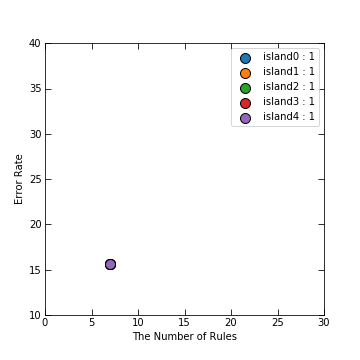 40
35
30
25
20
15
10
Error Rate
island0 : 1
island1 : 1
island2 : 1
island3 : 1
island4 : 1
0 5 10 15 20 25 30
The Number of Rules